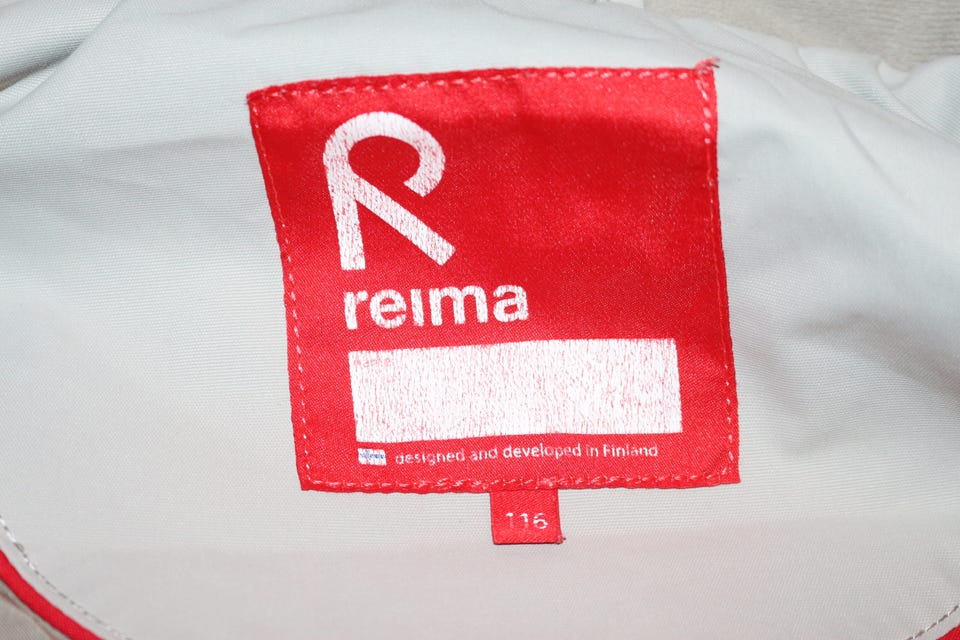 reima
designed and developed in Finland
116